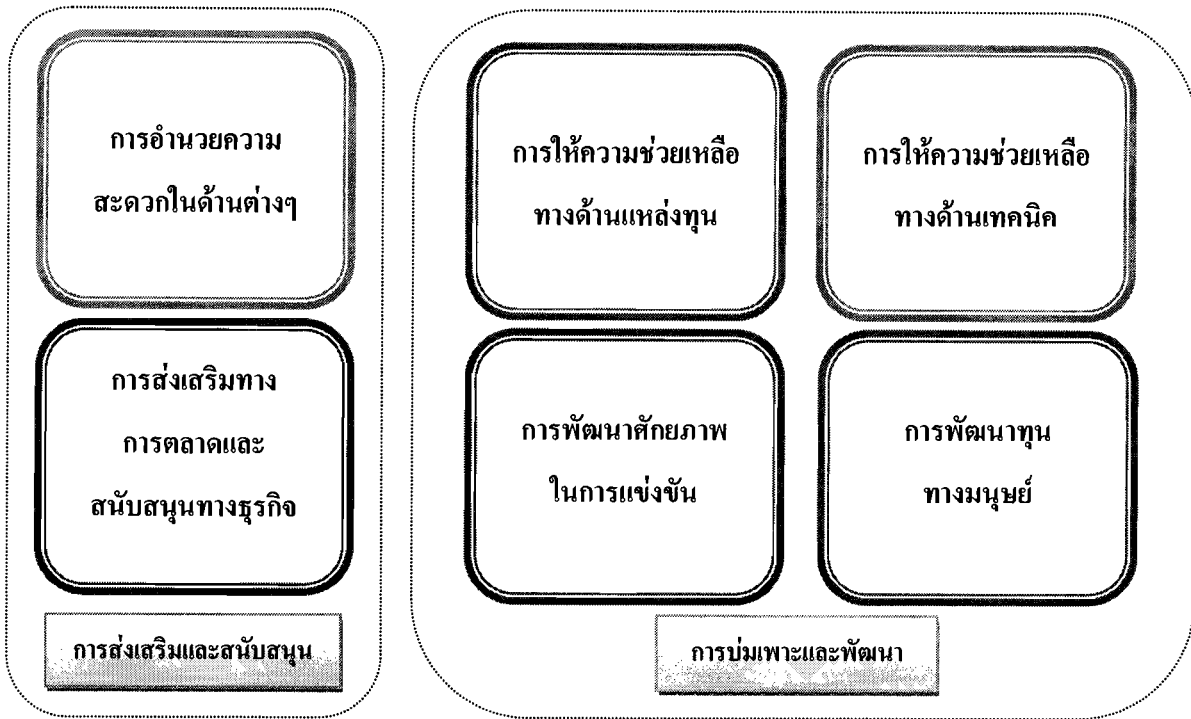 การอำนวยความ
สะดวกในด้านต่างๆ
การส่งเสริมทาง
การตลาดและ
สนับสนุนทางธุรกิจ
การส่งเสริมและสนับสนุน
การให้ความช่วยเหลือ
ทางด้านแหล่งทุน
การให้ความช่วยเหลือ
ทางด้านเทคนิค
การพัฒนาศักยภาพ
ในการแข่งขัน
การพัฒนาทุน
ทางมนุษย์
การบ่มเพาะและพัฒนา